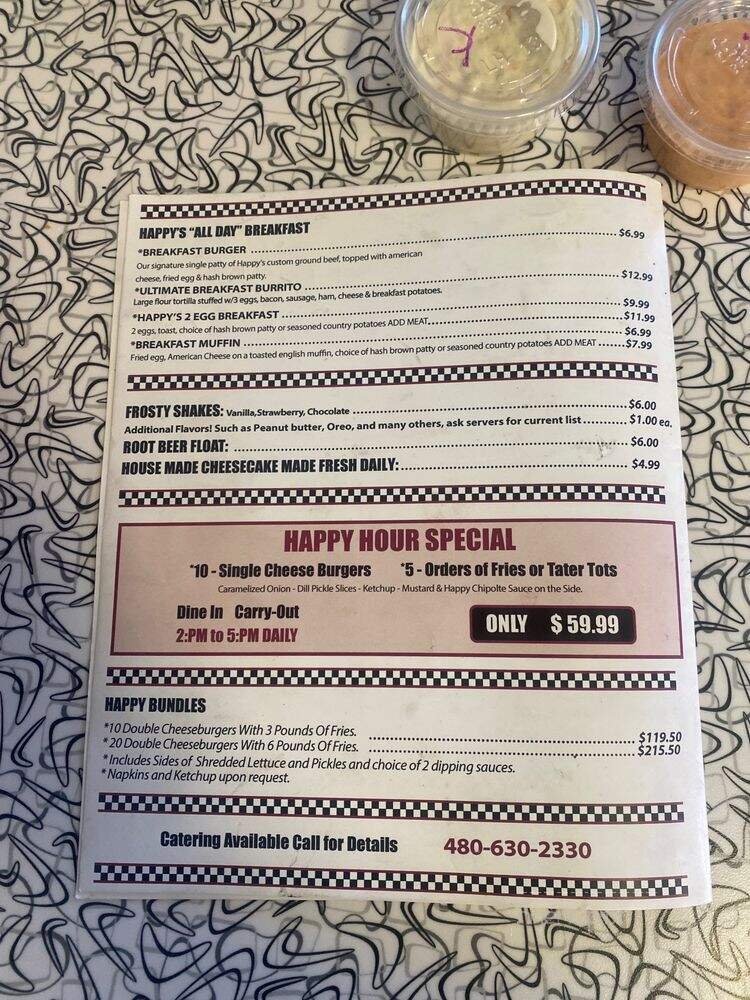 HAPPY'S "ALL DAY" BREAKFAST
*BREAKFAST BURGER ........ $6.99
Our signature single patty of Happy's custom ground beef, topped with american
cheese, fried egg & hash brown patty.
*ULTIMATE BREAKFAST BURRITO ........ $12.99
Large flour tortilla stuffed w/3 eggs, bacon, sausage, ham, cheese & breakfast potatoes.
*HAPPY'S 2 EGG BREAKFAST ........ $9.99
2 eggs, toast, choice of hash brown patty or seasoned country potatoes ADD MEAT........ $11.99
*BREAKFAST MUFFIN ........ $6.99
Fried egg, American Cheese on a toasted english muffin, choice of hash brown patty or seasoned country potatoes ADD MEAT ...... $7.99
FROSTY SHAKES: Vanilla, Strawberry, Chocolate ........ $6.00
Additional Flavors! Such as Peanut butter, Oreo, and many others, ask servers for current list........ $1.00 ea.
ROOT BEER FLOAT: ........ $6.00
HOUSE MADE CHEESECAKE MADE FRESH DAILY: ........ $4.99
HAPPY HOUR SPECIAL
*10 - Single Cheese Burgers *5 - Orders of Fries or Tater Tots
Caramelized Onion - Dill Pickle Slices - Ketchup - Mustard & Happy Chipolte Sauce on the Side.
Dine In Carry-Out
2:PM to 5:PM DAILY
ONLY $ 59.99
HAPPY BUNDLES
*10 Double Cheeseburgers With 3 Pounds Of Fries. ........ $119.50
*20 Double Cheeseburgers With 6 Pounds Of Fries. ........ $215.50
*Includes Sides of Shredded Lettuce and Pickles and choice of 2 dipping sauces.
*Napkins and Ketchup upon request.
Catering Available Call for Details 480-630-2330